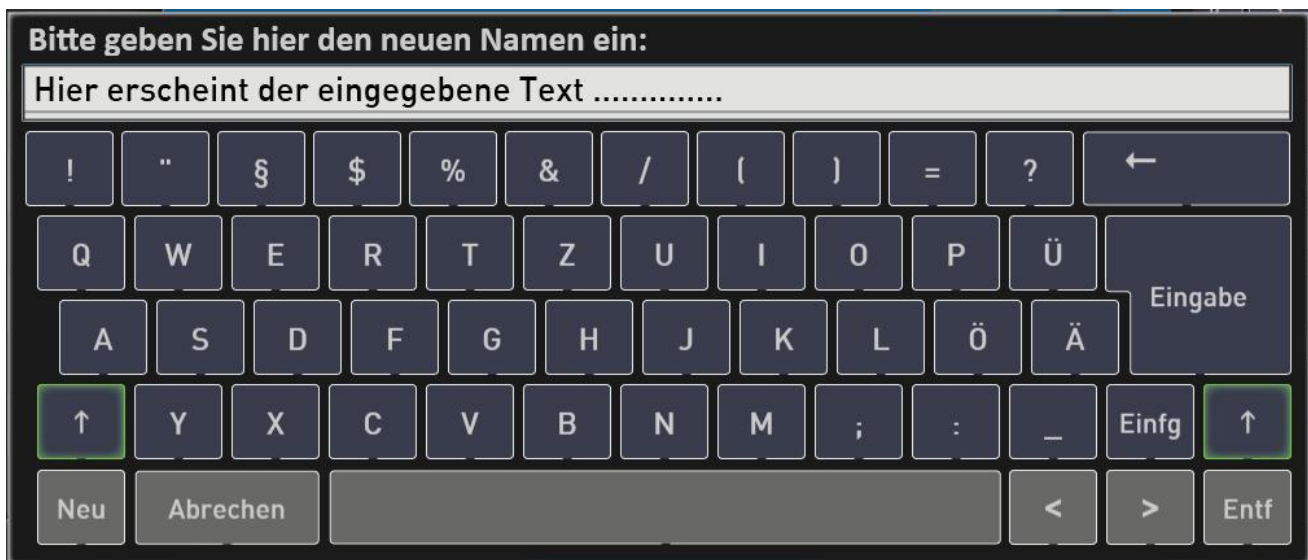 Bitte geben Sie hier den neuen Namen ein:
Hier erscheint der eingegebene Text ..............
! " § $ % & / ( ) = ? ←
Q W E R T Z U I O P Ü
Eingabe
A S D F G H J K L Ö Ä
↑ Y X C V B N M ; : _ Einfg ↑
Neu Abrechen < > Entf